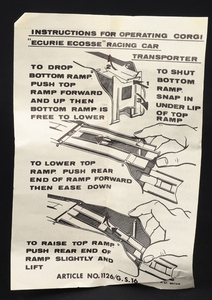 INSTRUCTIONS FOR OPERATING CORGI
"ECURIE ECOSSE" RACING CAR
TRANSPORTER
TO DROP
BOTTOM RAMP
PUSH TOP
RAMP FORWARD
AND UP THEN
BOTTOM RAMP IS
FREE TO LOWER
TO SHUT
BOTTOM
RAMP
SNAP IN
UNDER LIP
OF TOP
RAMP
TO LOWER TOP
RAMP, PUSH REAR
END OF RAMP FORWARD
THEN EASE DOWN
TO RAISE TOP RAMP
PUSH REAR END OF
RAMP SLIGHTLY AND
LIFT
ARTICLE NO. 1126/G.S.16